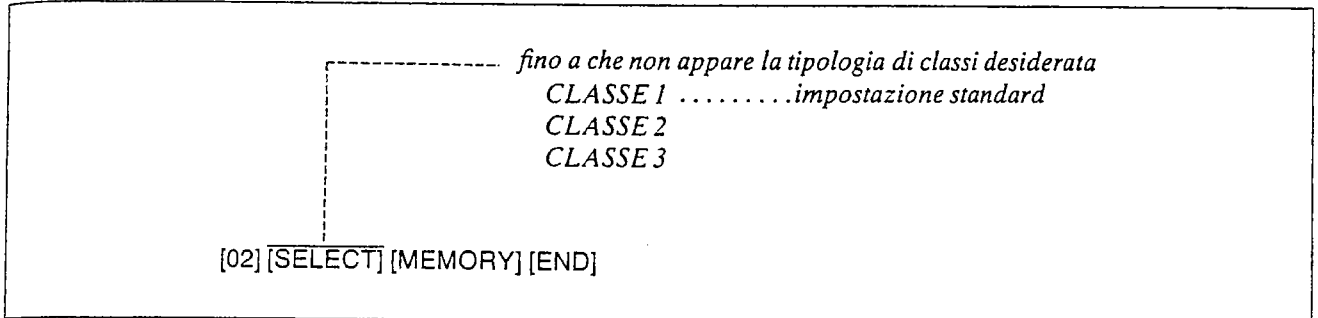 fino a che non appare la tipologia di classi desiderata
CLASSE 1 .........impostazione standard
CLASSE 2
CLASSE 3
[02] [SELECT] [MEMORY] [END]